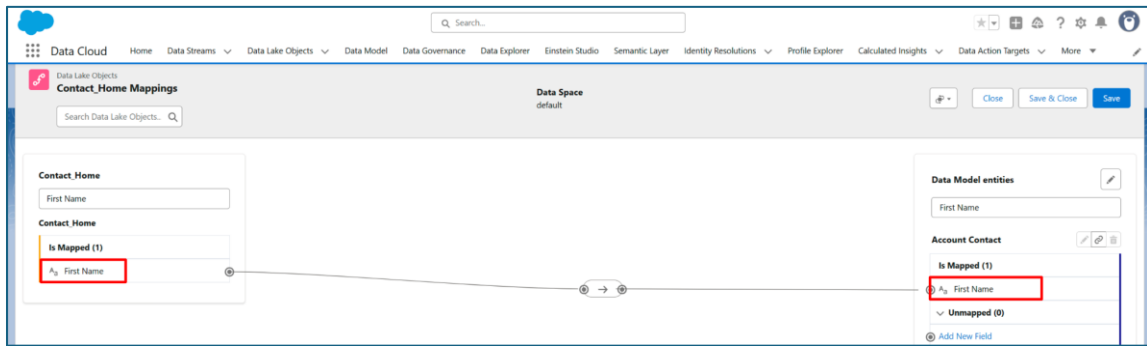 Search...
Data Cloud Home Data Streams Data Lake Objects Data Model Data Governance Data Explorer Einstein Studio Semantic Layer Identity Resolutions Profile Explorer Calculated Insights Data Action Targets More
Data Lake Objects
Contact_Home Mappings
Search Data Lake Objects..
Data Space
default
Close Save & Close Save
Contact_Home
First Name
Contact_Home
Is Mapped (1)
First Name
Data Model entities
First Name
Account Contact
Is Mapped (1)
First Name
Unmapped (0)
Add New Field